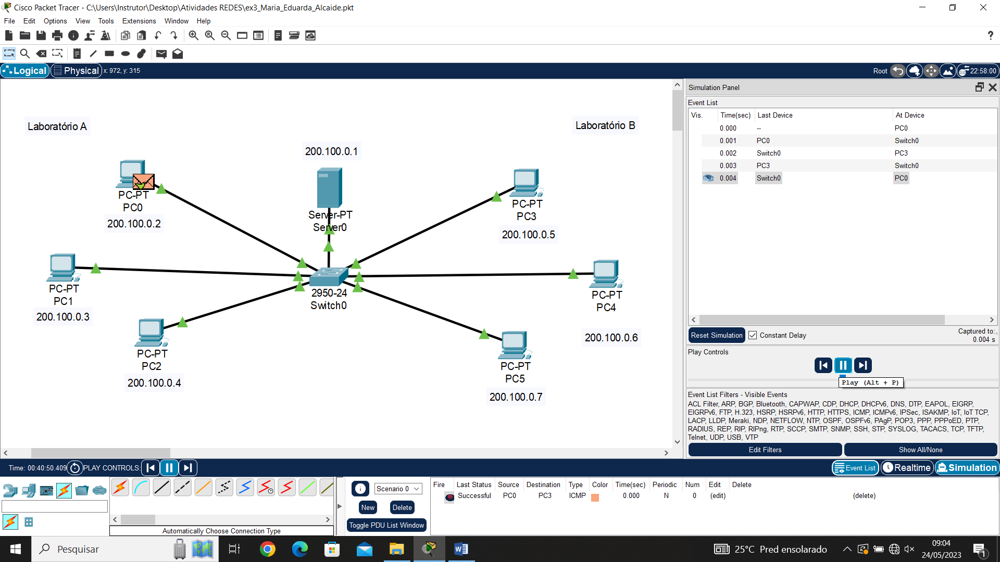 Cisco Packet Tracer - C:\Users\Instrutor\Desktop\Atividades REDES\ex3_Maria_Eduarda_Alcaide.pkt
File Edit Options View Tools Extensions Window Help
Logical Physical x: 972, y: 315
Root 22:58:00
Laboratório A
Laboratório B
200.100.0.1
PC-PT
PC0
200.100.0.2
Server-PT
Server0
PC-PT
PC3
200.100.0.5
PC-PT
PC1
200.100.0.3
2950-24
Switch0
PC-PT
PC4
200.100.0.6
PC-PT
PC2
200.100.0.4
PC-PT
PC5
200.100.0.7
Simulation Panel
Event List
Vis. Time(sec) Last Device At Device
0.000 -- PC0
0.001 PC0 Switch0
0.002 Switch0 PC3
0.003 PC3 Switch0
0.004 Switch0 PC0
Reset Simulation Constant Delay Captured to:
0.004 s
Play Controls
Play (Alt + P)
Event List Filters - Visible Events
ACL Filter, ARP, BGP, Bluetooth, CAPWAP, CDP, DHCP, DHCPv6, DNS, DTP, EAPOL, EIGRP,
EIGRPv6, FTP, H.323, HSRP, HSRPv6, HTTP, HTTPS, ICMP, ICMPv6, IPSec, ISAKMP, IoT, IoT TCP,
LACP, LLDP, Meraki, NDP, NETFLOW, NTP, OSPF, OSPFv6, PAgP, POP3, PPP, PPPoED, PTP,
RADIUS, REP, RIP, RIPng, RTP, SCCP, SMTP, SNMP, SSH, STP, SYSLOG, TACACS, TCP, TFTP,
Telnet, UDP, USB, VTP
Edit Filters Show All/None
Time: 00:40:50.409 PLAY CONTROLS:
Event List Realtime Simulation
Scenario 0
New Delete
Toggle PDU List Window
Automatically Choose Connection Type
Fire Last Status Source Destination Type Color Time(sec) Periodic Num Edit Delete
Successful PC0 PC3 ICMP 0.000 N 0 (edit) (delete)
Pesquisar
25°C Pred ensolarado
09:04
24/05/2023
1